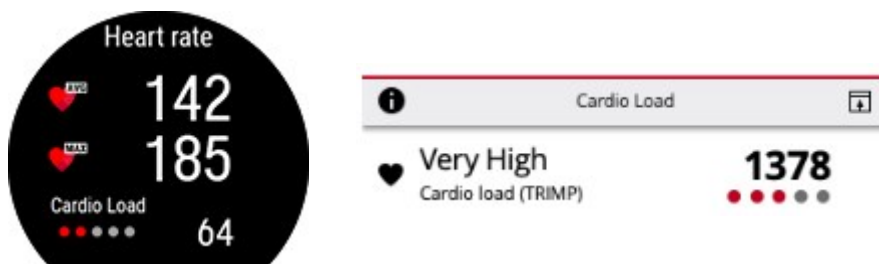 Heart rate
AVG 142
MAX 185
Cardio Load
64
Cardio Load
Very High
1378
Cardio load (TRIMP)